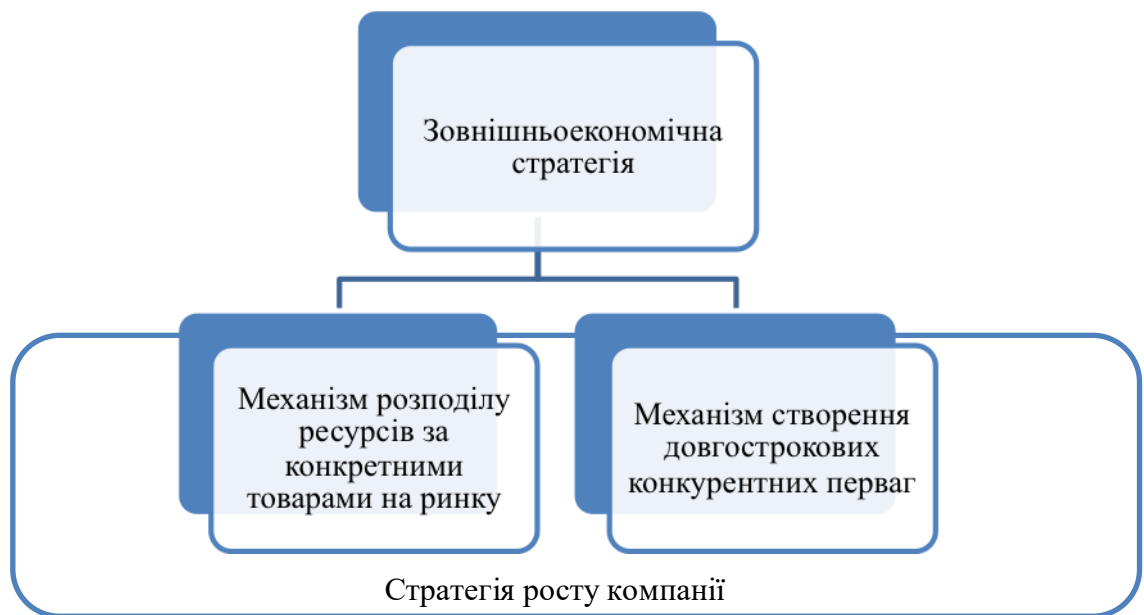 Зовнішньоекономічна
стратегія
Механізм розподілу
ресурсів за
конкретними
товарами на ринку
Механізм створення
довгострокових
конкурентних перваг
Стратегія росту компанії